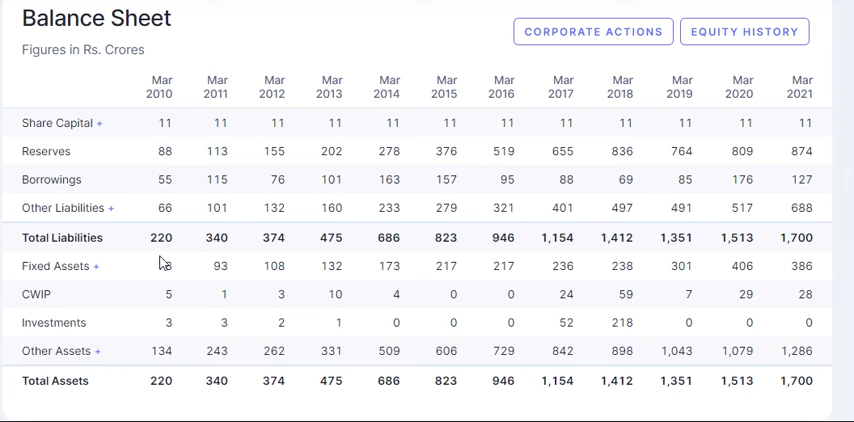 Balance Sheet
CORPORATE ACTIONS EQUITY HISTORY
Figures in Rs. Crores
Mar Mar Mar Mar Mar Mar Mar Mar Mar Mar Mar Mar
2010 2011 2012 2013 2014 2015 2016 2017 2018 2019 2020 2021
Share Capital + 11 11 11 11 11 11 11 11 11 11 11 11
Reserves 88 113 155 202 278 376 519 655 836 764 809 874
Borrowings 55 115 76 101 163 157 95 88 69 85 176 127
Other Liabilities + 66 101 132 160 233 279 321 401 497 491 517 688
Total Liabilities 220 340 374 475 686 823 946 1,154 1,412 1,351 1,513 1,700
Fixed Assets + 93 108 132 173 217 217 236 238 301 406 386
CWIP 5 1 3 10 4 0 0 24 59 7 29 28
Investments 3 3 2 1 0 0 0 52 218 0 0 0
Other Assets + 134 243 262 331 509 606 729 842 898 1,043 1,079 1,286
Total Assets 220 340 374 475 686 823 946 1,154 1,412 1,351 1,513 1,700